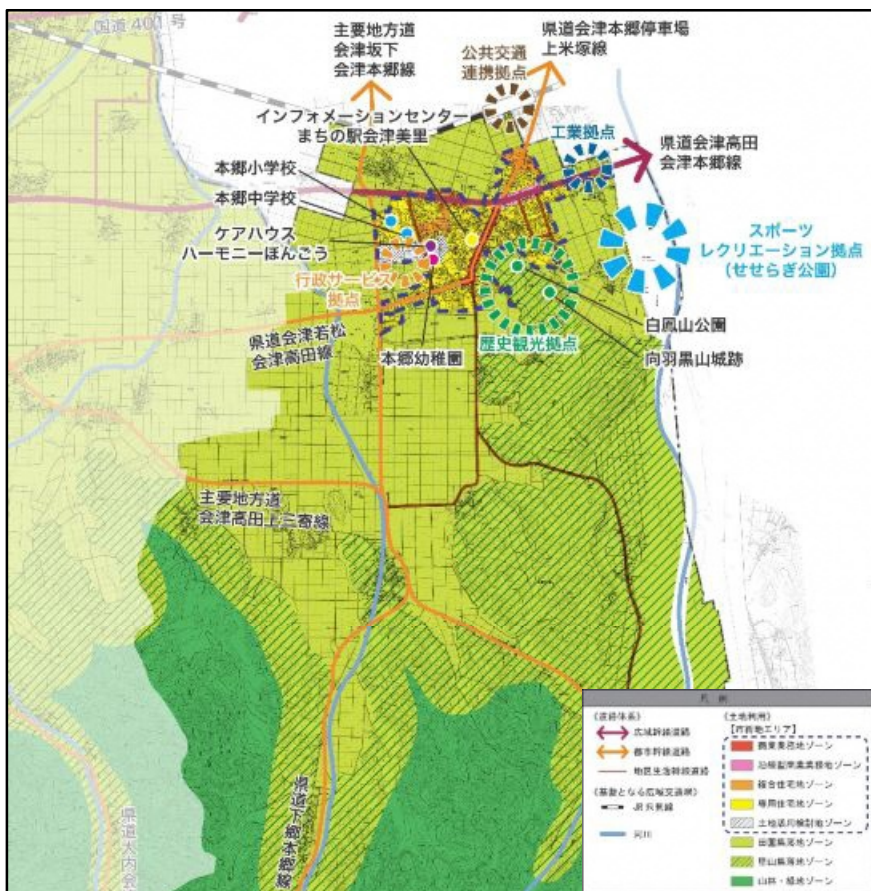 国道401号
主要地方道
会津坂下
会津本郷線
県道会津本郷停車場
上米塚線
公共交通
連携拠点
インフォメーションセンター
まちの駅会津美里
工業拠点
県道会津高田
会津本郷線
本郷小学校
本郷中学校
ケアハウス
ハーモニーほんごう
行政サービス
拠点
スポーツ
レクリエーション拠点
(せせらぎ公園)
県道会津若松
会津高田線
本郷幼稚園
歴史観光拠点
白鳳山公園
向羽黒山城跡
主要地方道
会津高田上三寄線
県道下郷本郷線
県道大内会
凡例
《道路体系》
広域幹線道路
都市幹線道路
地区生活幹線道路
《基盤となる広域交通網》
JR只見線
河川
《土地利用》
【市街地エリア】
商業業務地ゾーン
沿道型商業業務地ゾーン
複合住宅地ゾーン
専用住宅地ゾーン
土地活用検討地ゾーン
田園集落地ゾーン
里山集落地ゾーン
山林・緑地ゾーン